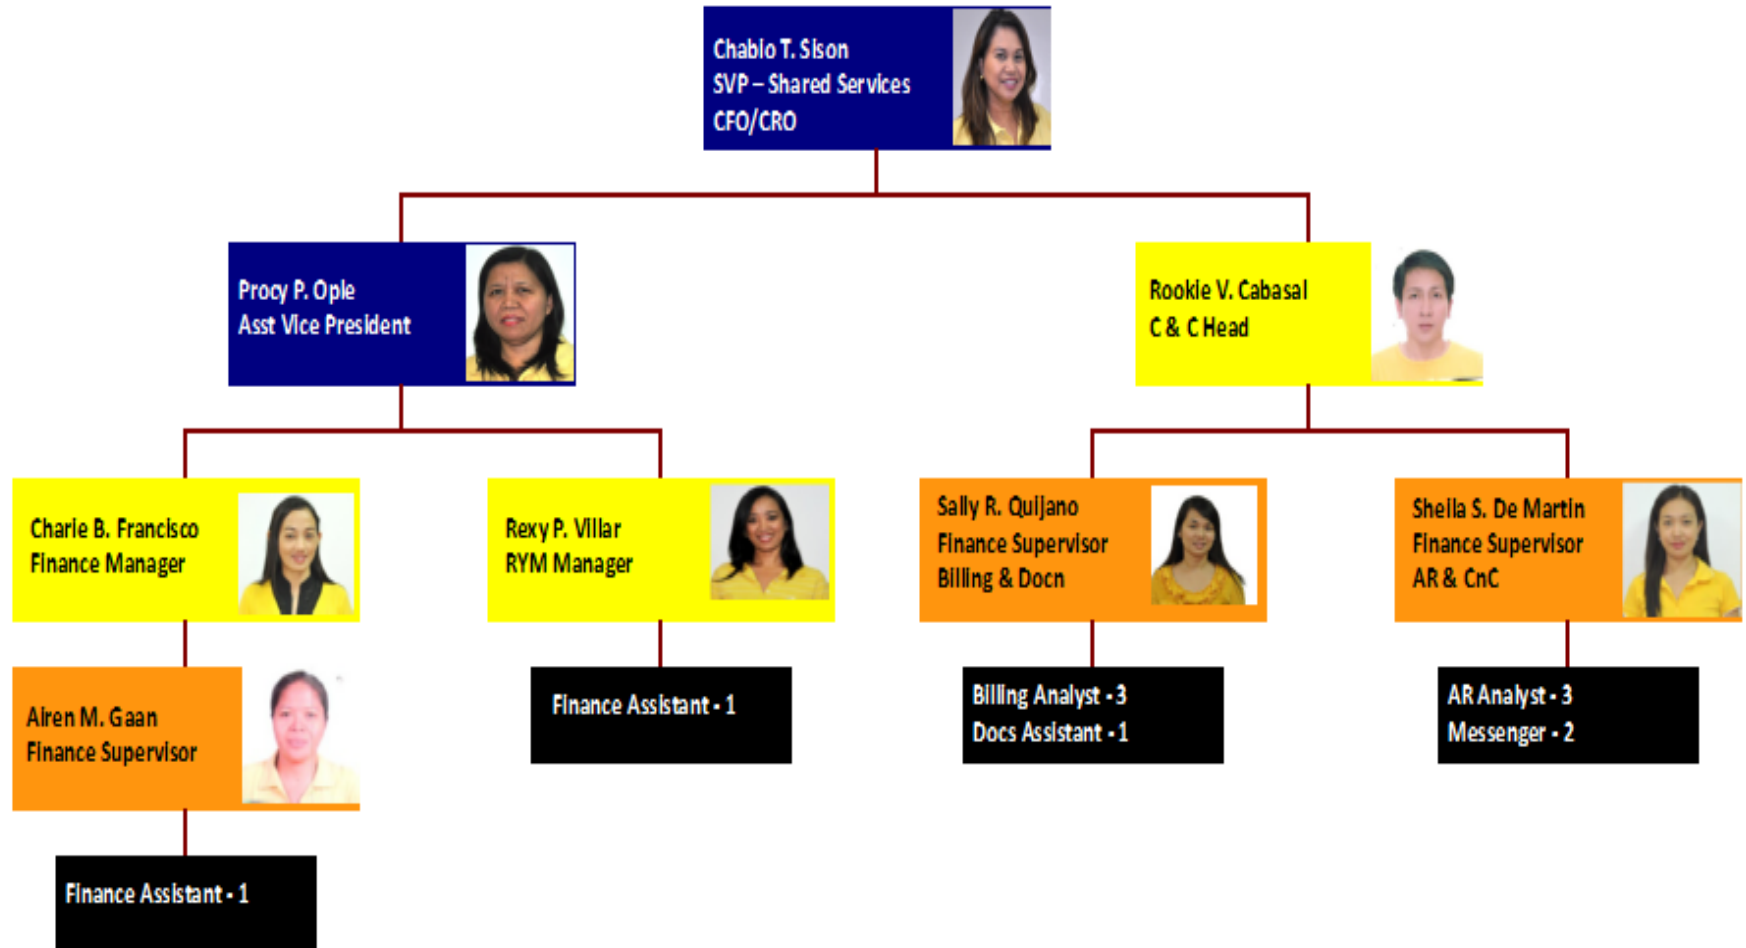 Chablo T. Sison
SVP – Shared Services
CFO/CRO
Procy P. Ople
Asst Vice President
Rookie V. Cabasal
C & C Head
Charie B. Francisco
Finance Manager
Rexy P. Villar
RYM Manager
Sally R. Quijano
Finance Supervisor
Billing & Docn
Sheila S. De Martin
Finance Supervisor
AR & CnC
Airen M. Gaan
Finance Supervisor
Finance Assistant - 1
Billing Analyst - 3
Docs Assistant - 1
AR Analyst - 3
Messenger - 2
Finance Assistant - 1